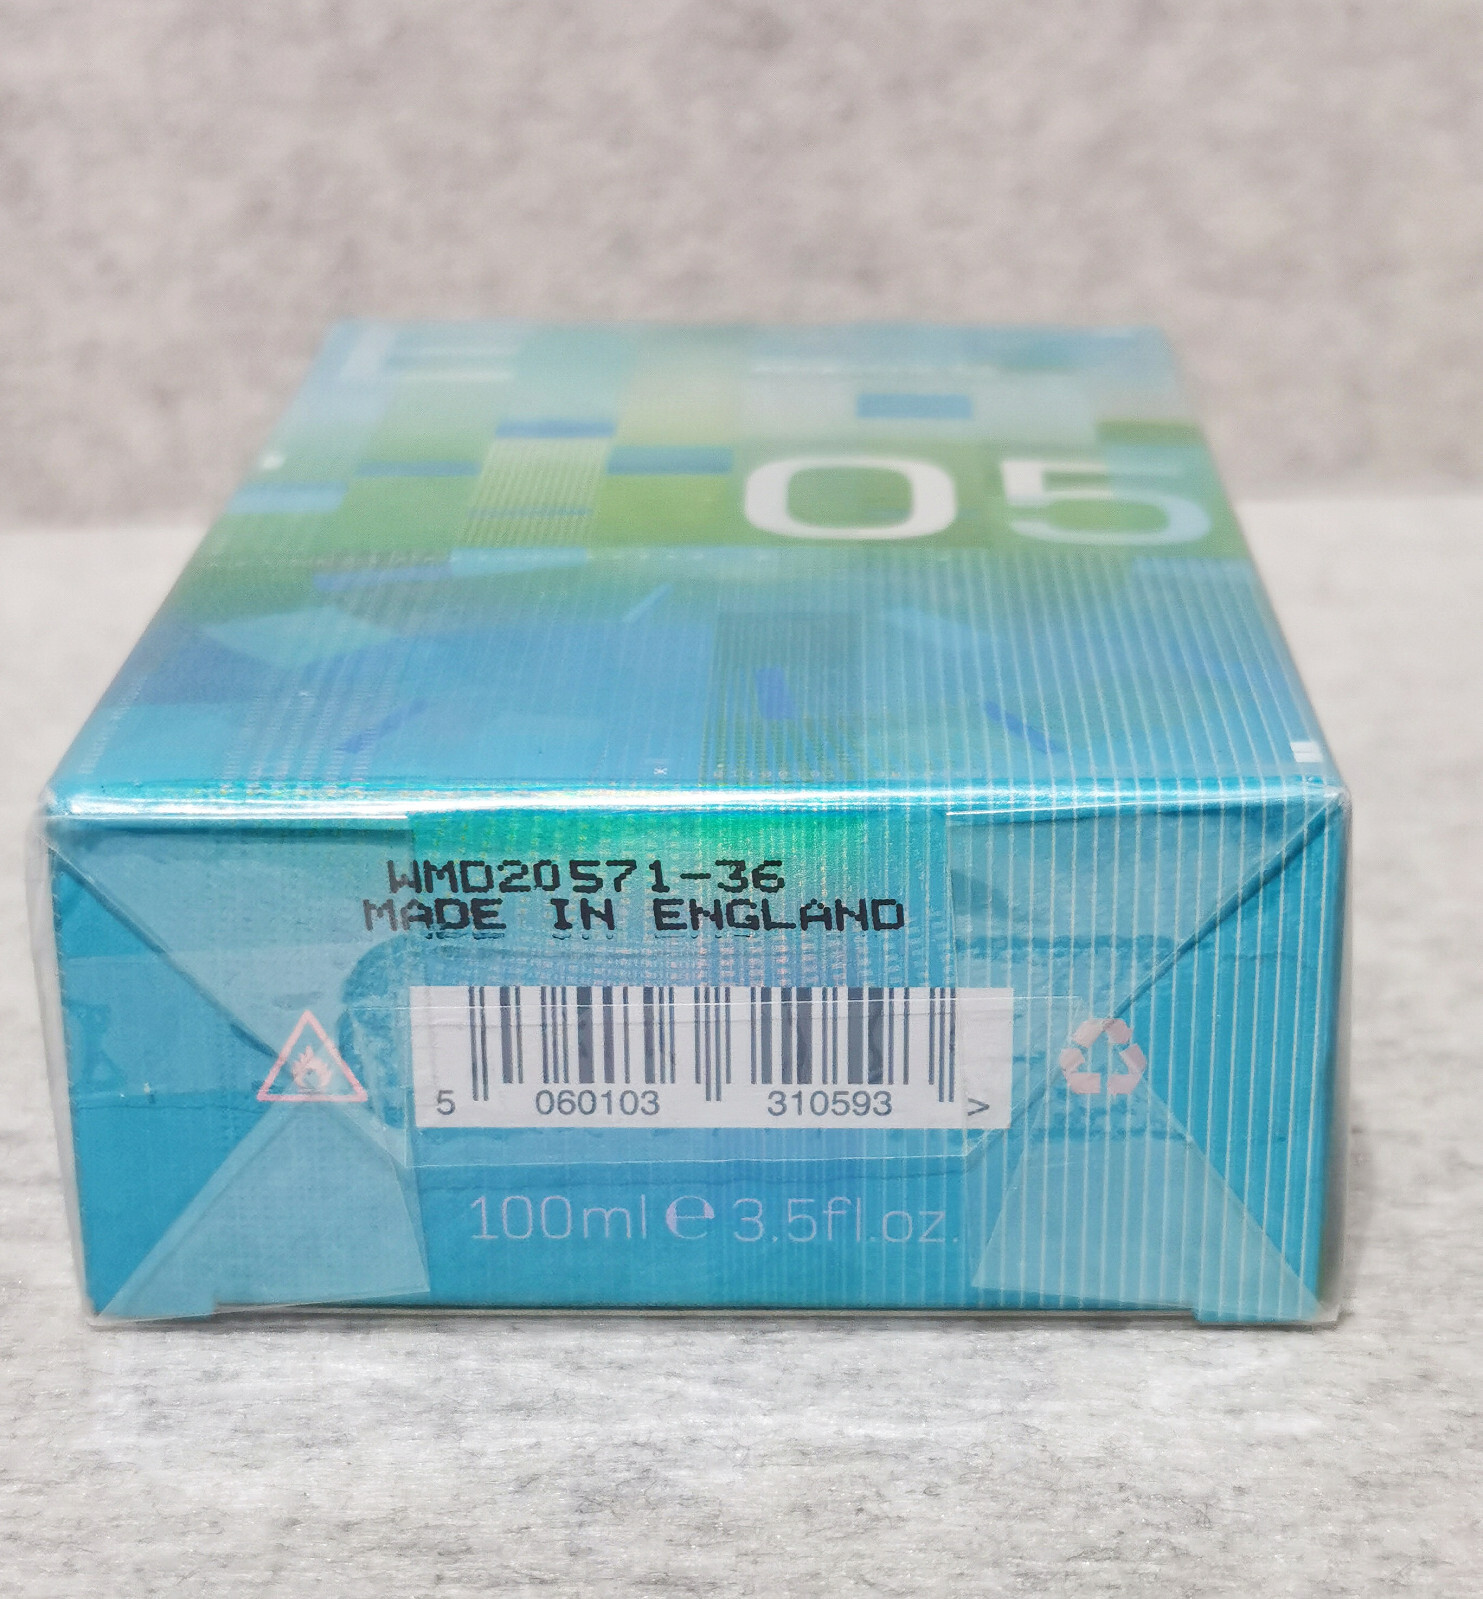 05
WMD20571-36
MADE IN ENGLAND
5 060103 310593 >
100ml ℮ 3.5fl.oz.